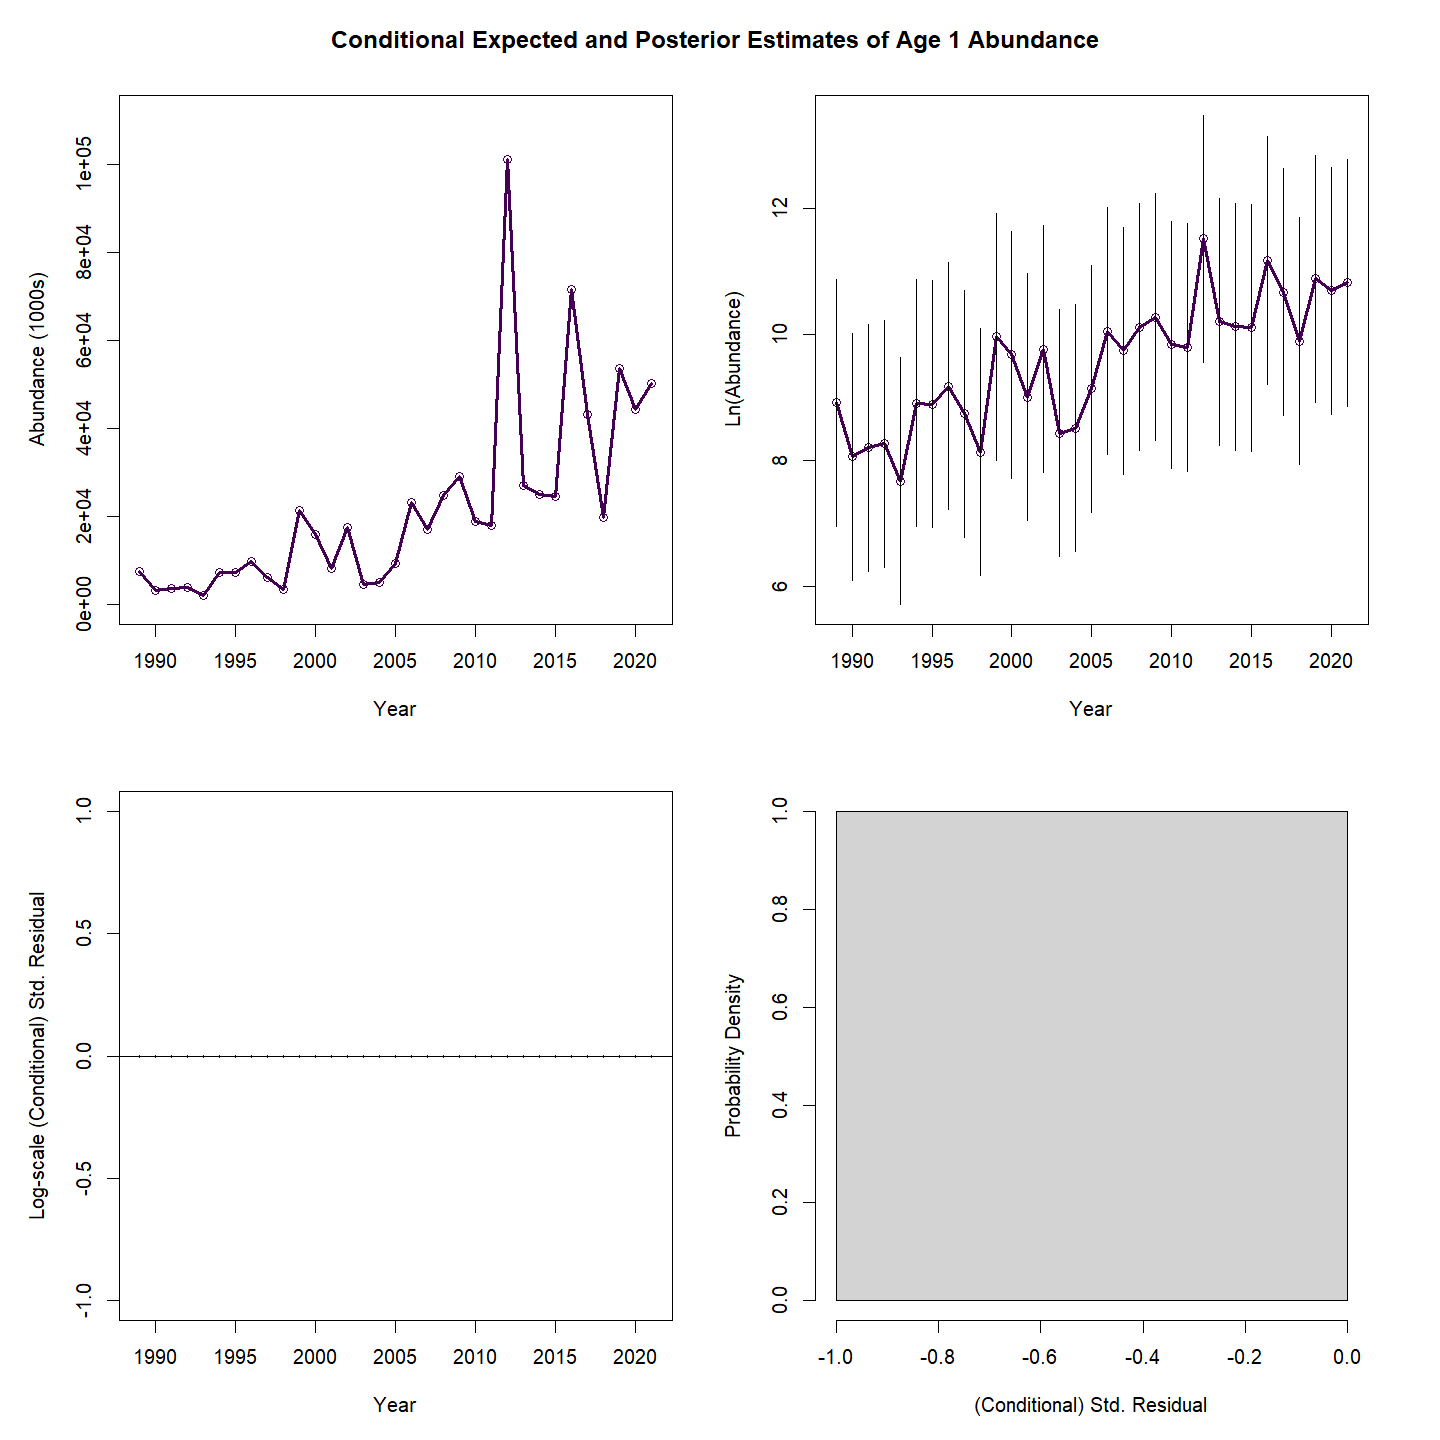 Conditional Expected and Posterior Estimates of Age 1 Abundance
Abundance (1000s)
1e+05
8e+04
6e+04
4e+04
2e+04
0e+00
1990 1995 2000 2005 2010 2015 2020
Year
Ln(Abundance)
12
10
8
6
1990 1995 2000 2005 2010 2015 2020
Year
Log-scale (Conditional) Std. Residual
1.0
0.5
0.0
-0.5
-1.0
1990 1995 2000 2005 2010 2015 2020
Year
Probability Density
1.0
0.8
0.6
0.4
0.2
0.0
-1.0 -0.8 -0.6 -0.4 -0.2 0.0
(Conditional) Std. Residual